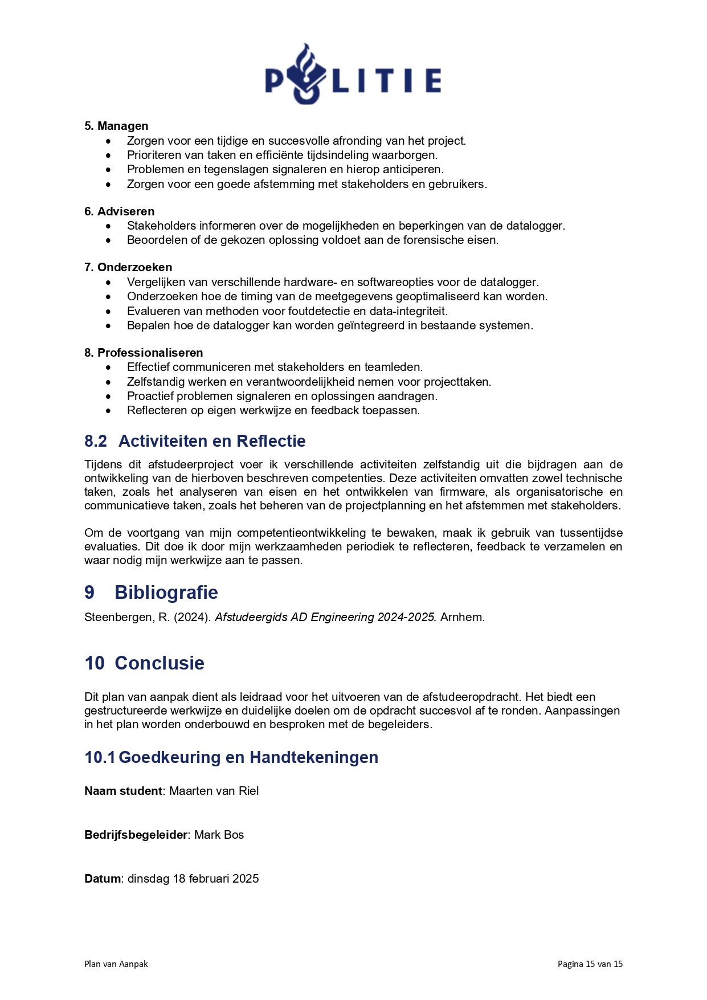 POLITIE
5. Managen
• Zorgen voor een tijdige en succesvolle afronding van het project.
• Prioriteren van taken en efficiënte tijdsindeling waarborgen.
• Problemen en tegenslagen signaleren en hierop anticiperen.
• Zorgen voor een goede afstemming met stakeholders en gebruikers.
6. Adviseren
• Stakeholders informeren over de mogelijkheden en beperkingen van de datalogger.
• Beoordelen of de gekozen oplossing voldoet aan de forensische eisen.
7. Onderzoeken
• Vergelijken van verschillende hardware- en softwareopties voor de datalogger.
• Onderzoeken hoe de timing van de meetgegevens geoptimaliseerd kan worden.
• Evalueren van methoden voor foutdetectie en data-integriteit.
• Bepalen hoe de datalogger kan worden geïntegreerd in bestaande systemen.
8. Professionaliseren
• Effectief communiceren met stakeholders en teamleden.
• Zelfstandig werken en verantwoordelijkheid nemen voor projecttaken.
• Proactief problemen signaleren en oplossingen aandragen.
• Reflecteren op eigen werkwijze en feedback toepassen.
8.2 Activiteiten en Reflectie
Tijdens dit afstudeerproject voer ik verschillende activiteiten zelfstandig uit die bijdragen aan de
ontwikkeling van de hierboven beschreven competenties. Deze activiteiten omvatten zowel technische
taken, zoals het analyseren van eisen en het ontwikkelen van firmware, als organisatorische en
communicatieve taken, zoals het beheren van de projectplanning en het afstemmen met stakeholders.
Om de voortgang van mijn competentieontwikkeling te bewaken, maak ik gebruik van tussentijdse
evaluaties. Dit doe ik door mijn werkzaamheden periodiek te reflecteren, feedback te verzamelen en
waar nodig mijn werkwijze aan te passen.
9 Bibliografie
Steenbergen, R. (2024). Afstudeergids AD Engineering 2024-2025. Arnhem.
10 Conclusie
Dit plan van aanpak dient als leidraad voor het uitvoeren van de afstudeeropdracht. Het biedt een
gestructureerde werkwijze en duidelijke doelen om de opdracht succesvol af te ronden. Aanpassingen
in het plan worden onderbouwd en besproken met de begeleiders.
10.1 Goedkeuring en Handtekeningen
Naam student: Maarten van Riel
Bedrijfsbegeleider: Mark Bos
Datum: dinsdag 18 februari 2025
Plan van Aanpak
Pagina 15 van 15